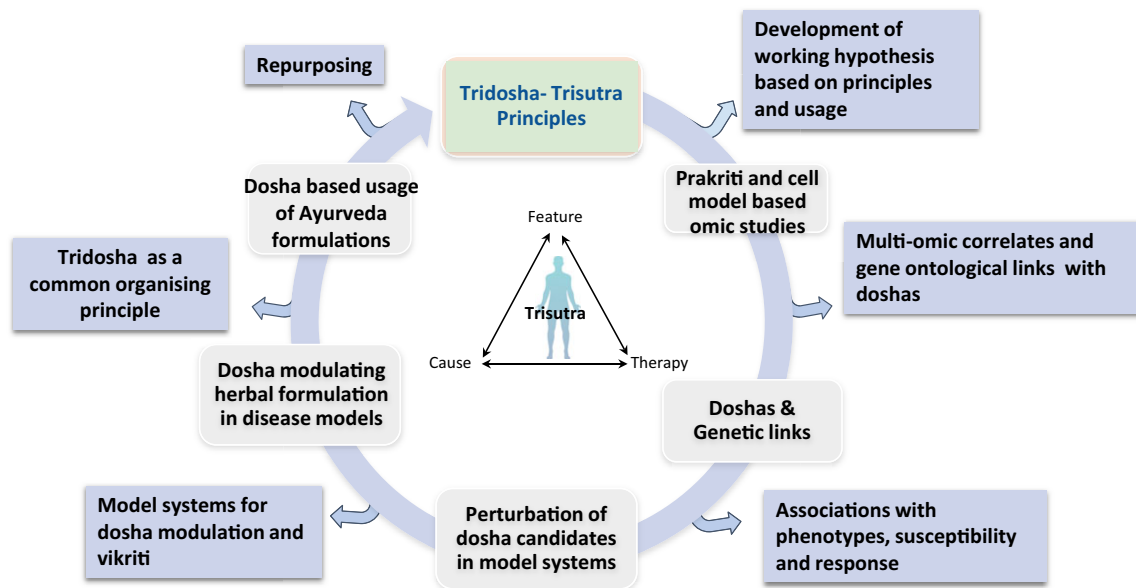 Tridosha- Trisutra
Principles
Development of
working hypothesis
based on principles
and usage
Prakriti and cell
model based
omic studies
Multi-omic correlates and
gene ontological links with
doshas
Doshas &
Genetic links
Associations with
phenotypes, susceptibility
and response
Perturbation of
dosha candidates
in model systems
Model systems for
dosha modulation and
vikriti
Dosha modulating
herbal formulation
in disease models
Tridosha as a
common organising
principle
Dosha based usage
of Ayurveda
formulations
Repurposing
Feature
Trisutra
Cause
Therapy